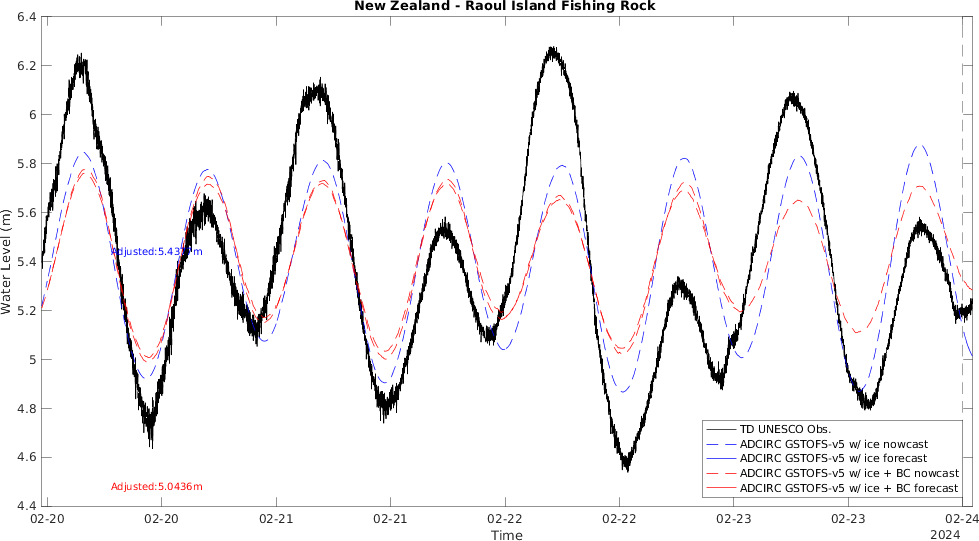 New Zealand - Raoul Island Fishing Rock
6.4
6.2
6
5.8
5.6
5.4
5.2
5
4.8
4.6
4.4
Water Level (m)
Adjusted:5.0436m
TD UNESCO Obs.
ADCIRC GSTOFS-v5 w/ ice nowcast
ADCIRC GSTOFS-v5 w/ ice forecast
ADCIRC GSTOFS-v5 w/ ice + BC nowcast
ADCIRC GSTOFS-v5 w/ ice + BC forecast
02-20 02-20 02-21 02-21 02-22 02-22 02-23 02-23 02-24
Time
2024